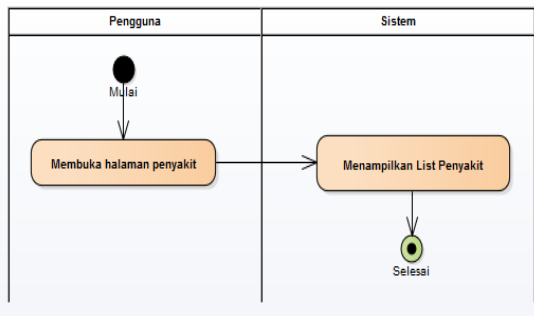 Pengguna
Sistem
Mulai
Membuka halaman penyakit
Menampilkan List Penyakit
Selesai